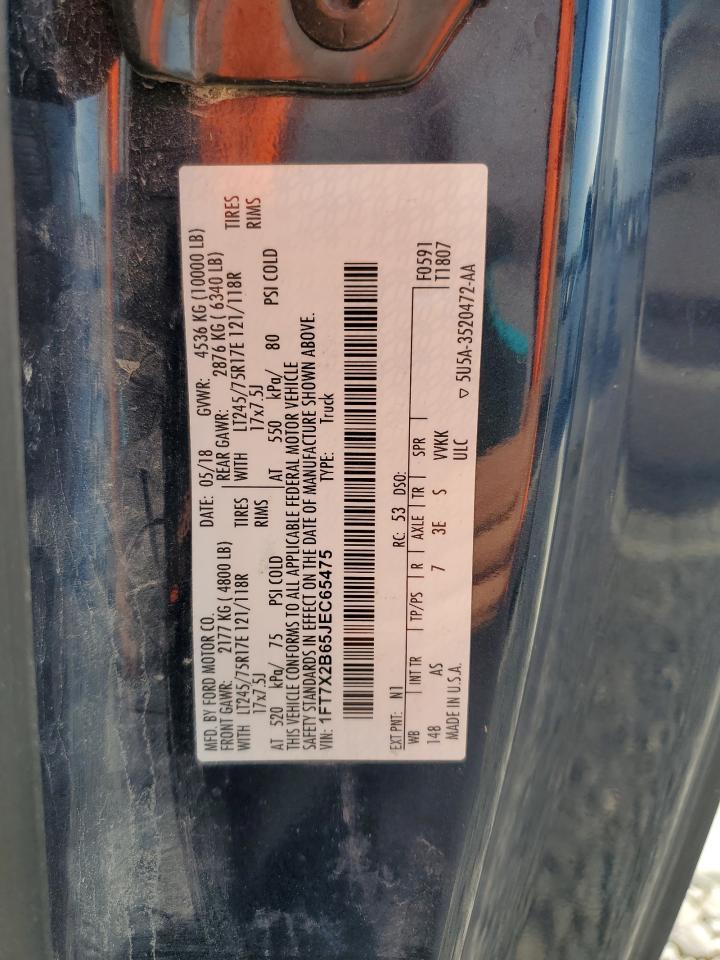 MFD. BY FORD MOTOR CO.
DATE: 05/18 GVWR: 4536 KG (10000 LB)
FRONT GAWR: 2177 KG ( 4800 LB) REAR GAWR: 2876 KG ( 6340 LB)
WITH LT245/75R17E 121/118R TIRES WITH LT245/75R17E 121/118R TIRES
17x7.5J RIMS 17x7.5J RIMS
AT 520 kPa/ 75 PSI COLD AT 550 kPa/ 80 PSI COLD
THIS VEHICLE CONFORMS TO ALL APPLICABLE FEDERAL MOTOR VEHICLE
SAFETY STANDARDS IN EFFECT ON THE DATE OF MANUFACTURE SHOWN ABOVE.
VIN: 1FT7X2B65JEC65475 TYPE: Truck
EXT PNT: N1 RC: 53 DSO:
WB INT TR TP/PS R AXLE TR SPR F0591
148 AS 7 3E S VVKK T1807
MADE IN U.S.A. ULC ▽ 5U5A-3520472-AA